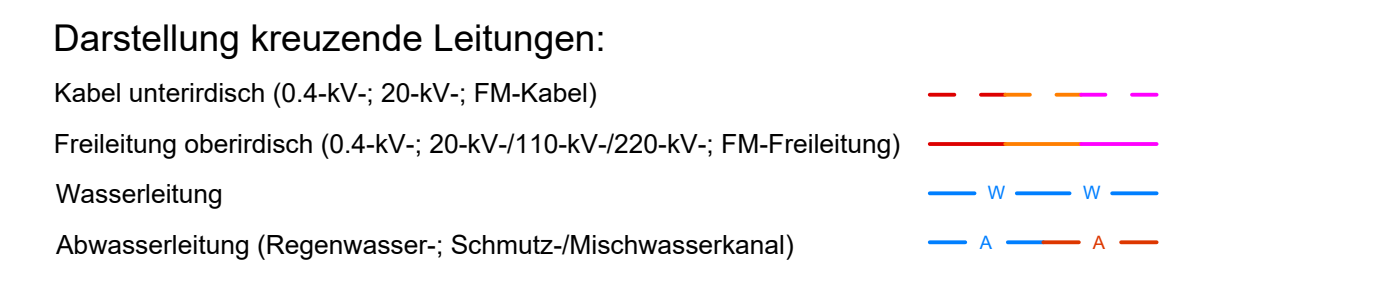 Darstellung kreuzende Leitungen:
Kabel unterirdisch (0.4-kV-; 20-kV-; FM-Kabel)
Freileitung oberirdisch (0.4-kV-; 20-kV-/110-kV-/220-kV-; FM-Freileitung)
Wasserleitung W W
Abwasserleitung (Regenwasser-; Schmutz-/Mischwasserkanal) A A